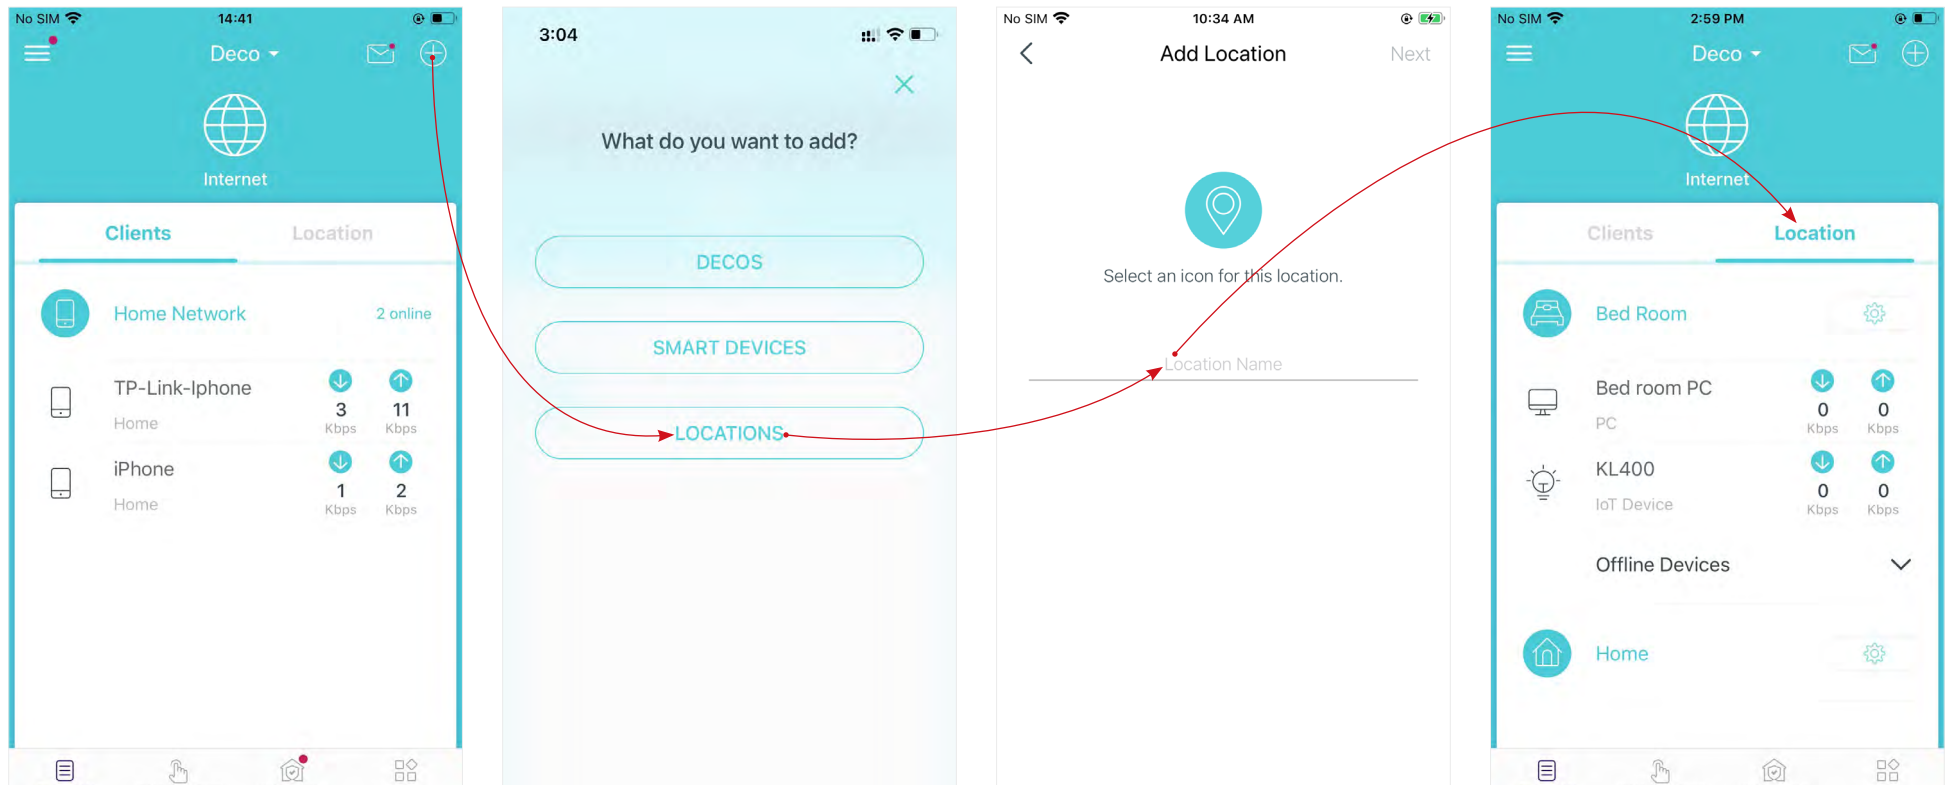 No SIM 14:41
Deco
Internet
Clients Location
Home Network 2 online
TP-Link-Iphone
Home
3 11
Kbps Kbps
iPhone
Home
1 2
Kbps Kbps
3:04
What do you want to add?
DECOS
SMART DEVICES
LOCATIONS
No SIM 10:34 AM
Add Location Next
Select an icon for this location.
Location Name
No SIM 2:59 PM
Deco
Internet
Clients Location
Bed Room
Bed room PC
PC
0 0
Kbps Kbps
KL400
IoT Device
0 0
Kbps Kbps
Offline Devices
Home